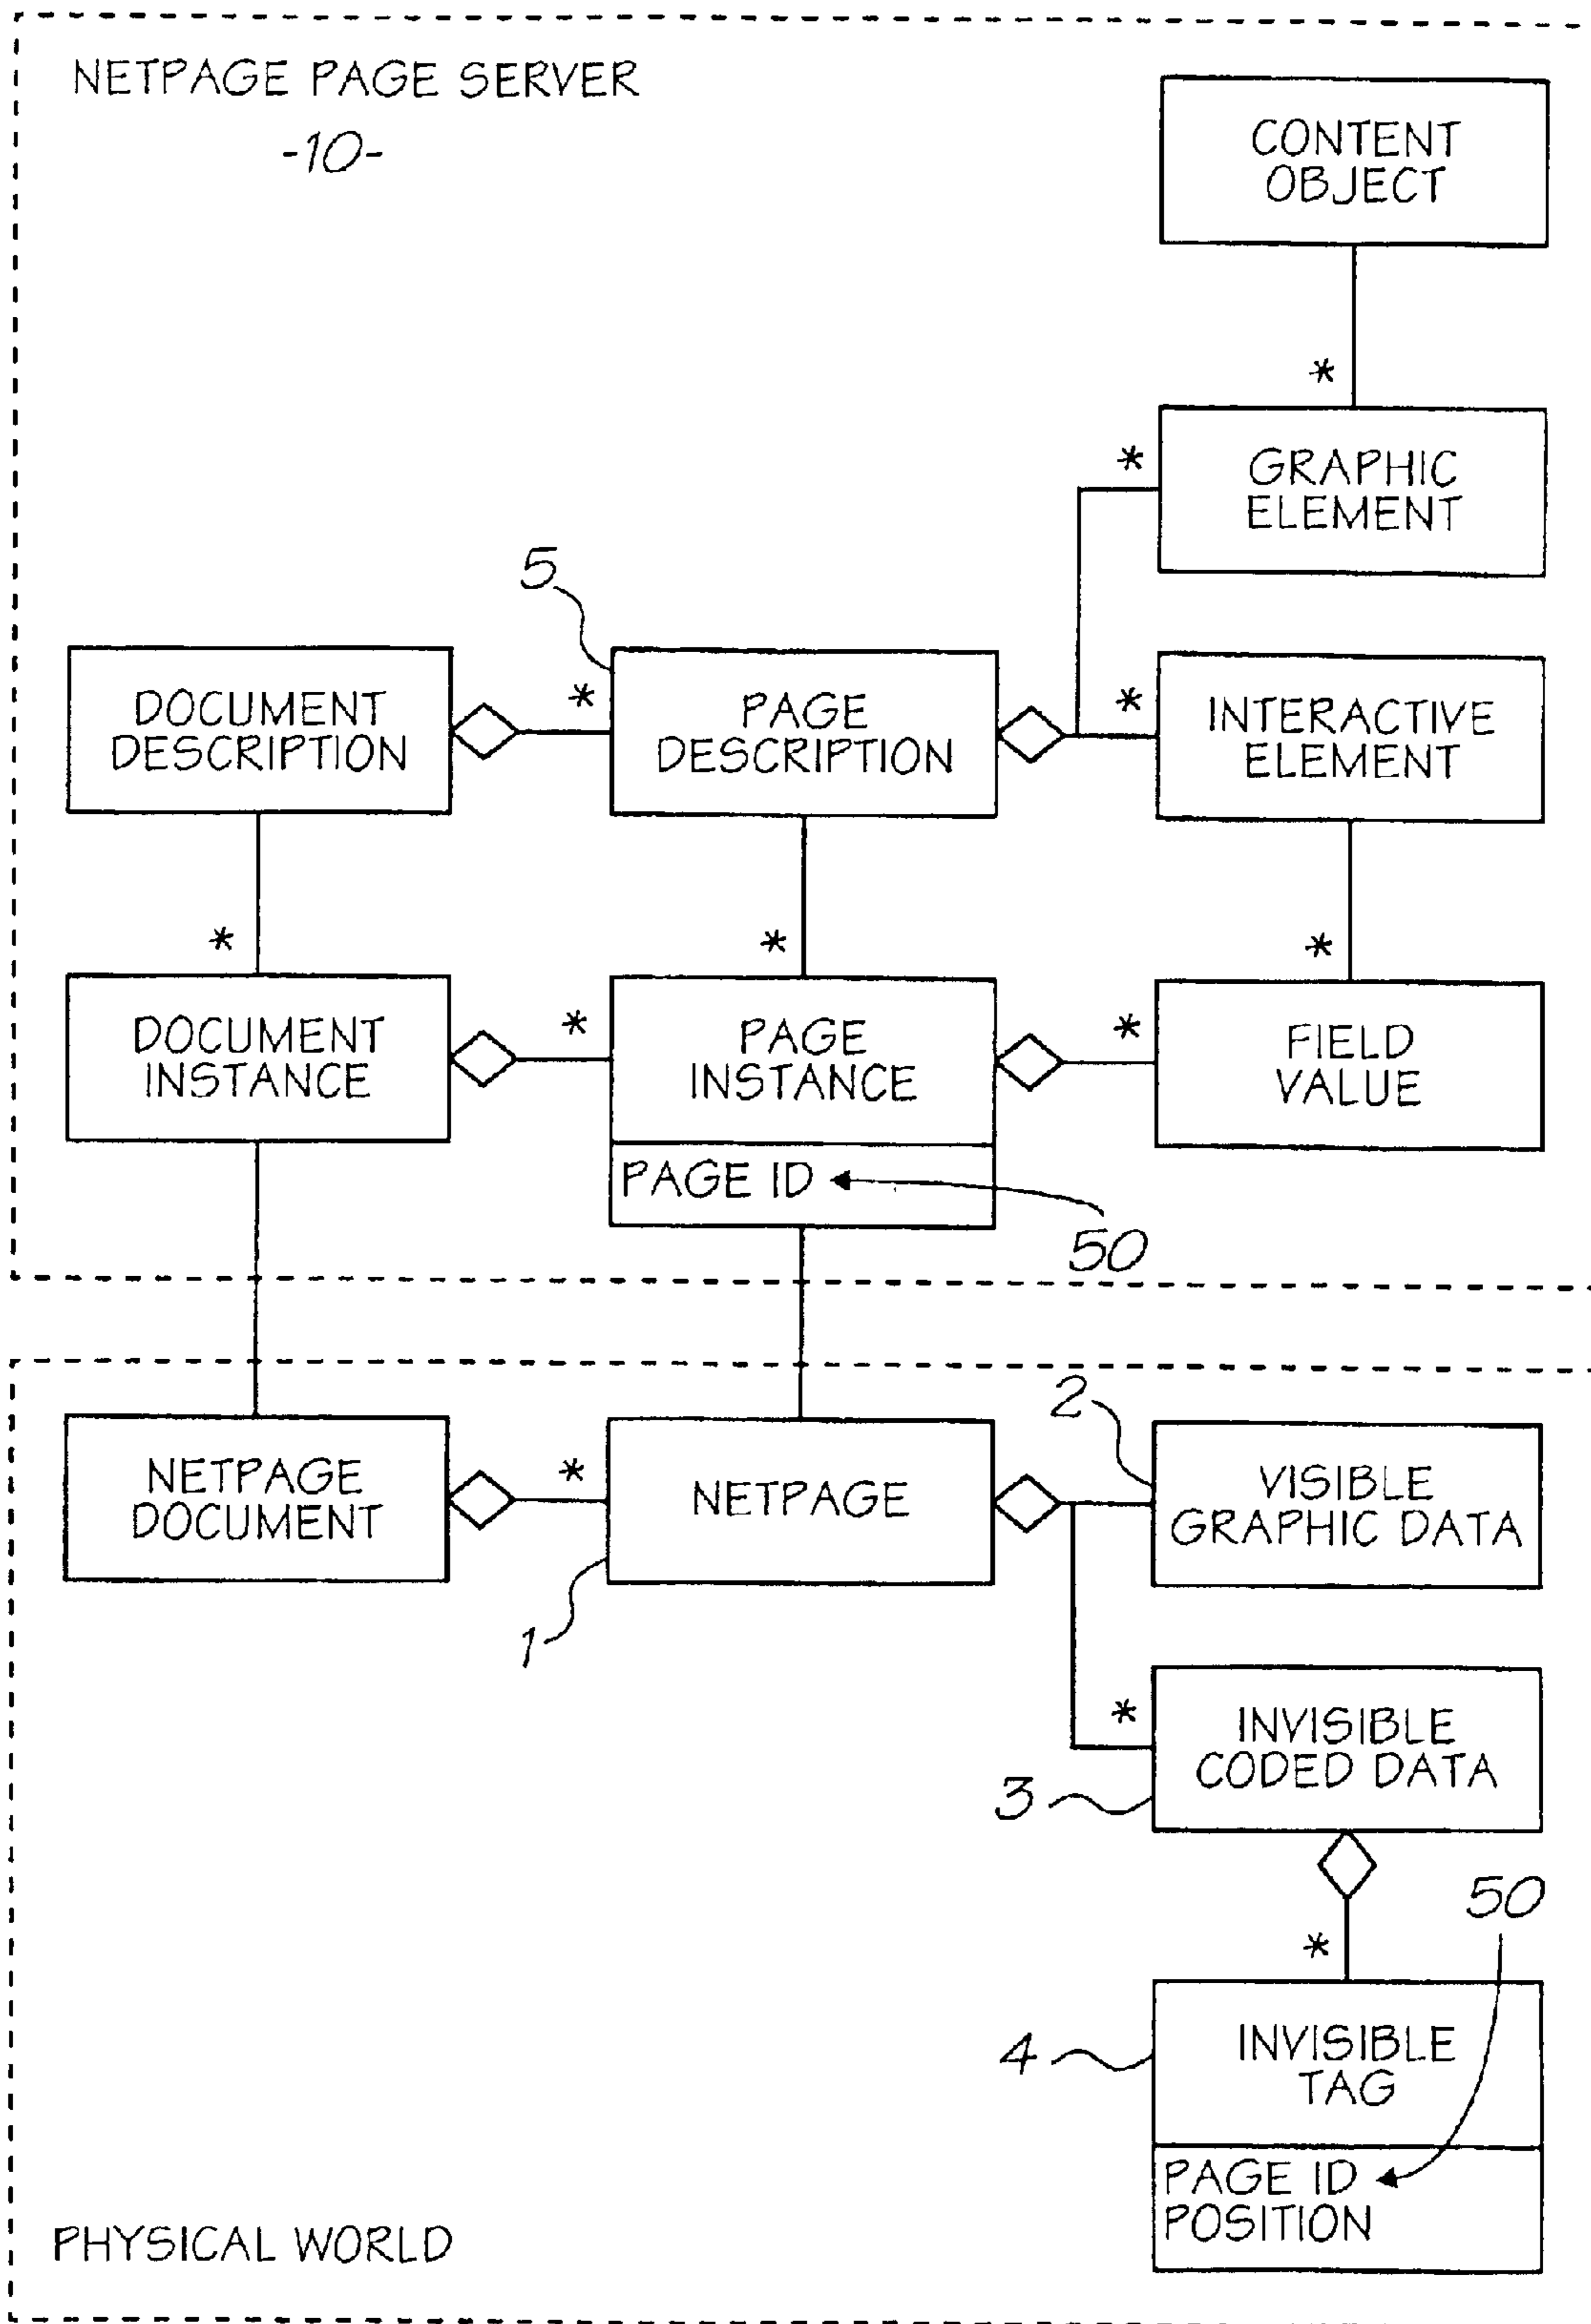 NETPAGE PAGE SERVER
-10-
CONTENT
OBJECT
*
*
GRAPHIC
ELEMENT
5
DOCUMENT
DESCRIPTION
*
PAGE
DESCRIPTION
*
INTERACTIVE
ELEMENT
*
*
*
DOCUMENT
INSTANCE
*
PAGE
INSTANCE
*
FIELD
VALUE
PAGE ID
50
2
NETPAGE
DOCUMENT
*
NETPAGE
VISIBLE
GRAPHIC DATA
1
*
INVISIBLE
CODED DATA
3
50
*
4
INVISIBLE
TAG
PAGE ID
POSITION
PHYSICAL WORLD